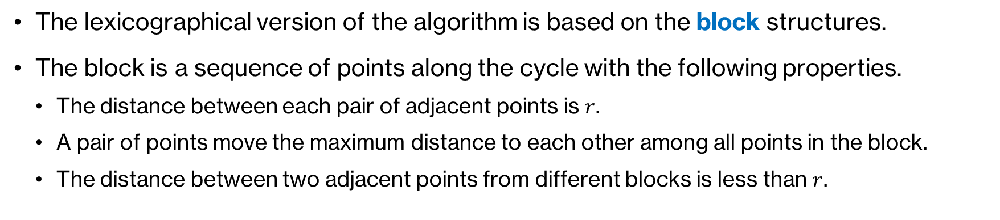 • The lexicographical version of the algorithm is based on the block structures.
• The block is a sequence of points along the cycle with the following properties.
• The distance between each pair of adjacent points is r.
• A pair of points move the maximum distance to each other among all points in the block.
• The distance between two adjacent points from different blocks is less than r.